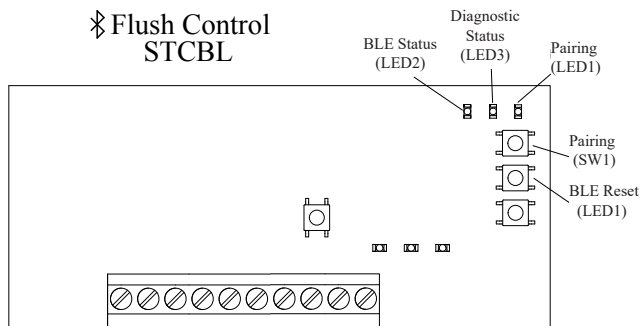 Flush Control
STCBL
BLE Status
(LED2)
Diagnostic
Status
(LED3)
Pairing
(LED1)
Pairing
(SW1)
BLE Reset
(LED1)